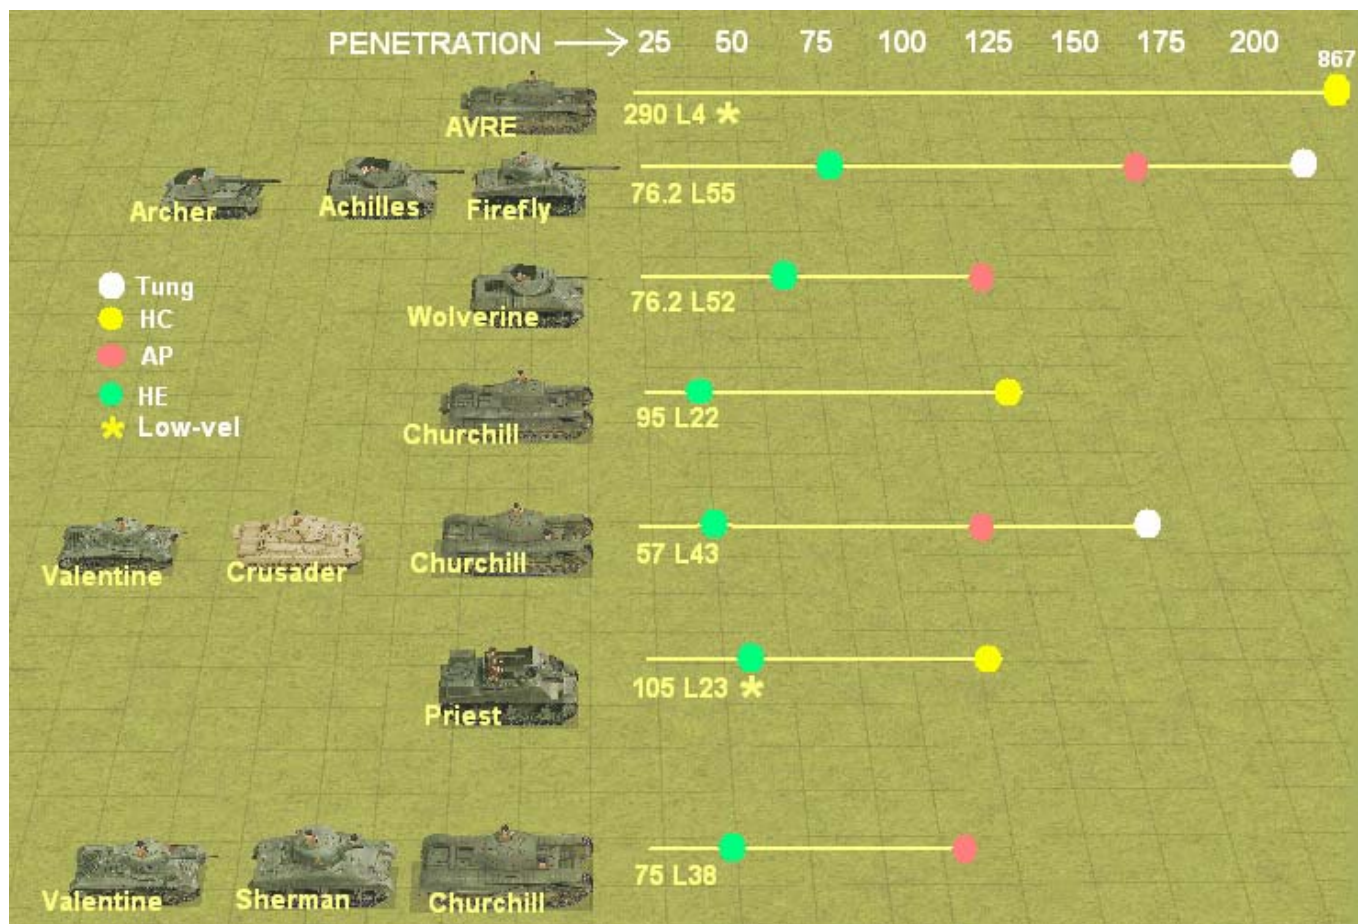 PENETRATION 25 50 75 100 125 150 175 200
867
AVRE 290 L4 *
Archer Achilles Firefly 76.2 L55
Tung
HC
AP
HE
* Low-vel
Wolverine 76.2 L52
Churchill 95 L22
Valentine Crusader Churchill 57 L43
Priest 105 L23 *
Valentine Sherman Churchill 75 L38